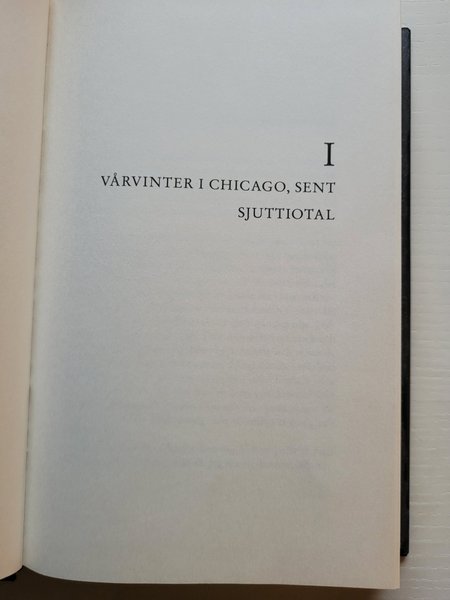 I
VÅRVINTER I CHICAGO, SENT
SJUTTIOTAL